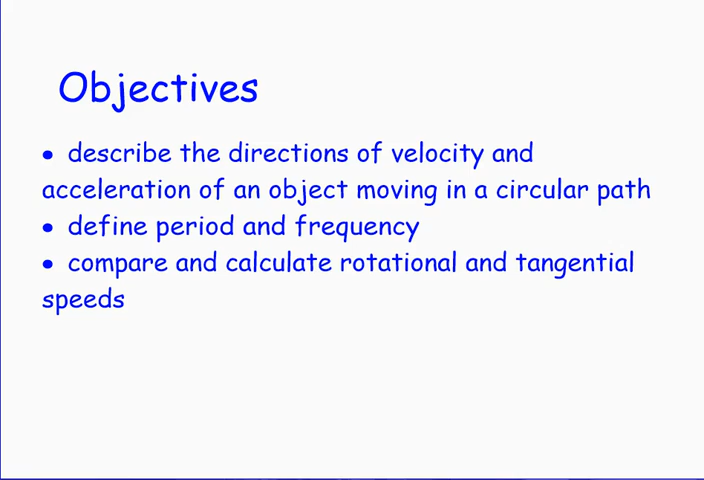 Objectives
• describe the directions of velocity and
acceleration of an object moving in a circular path
• define period and frequency
• compare and calculate rotational and tangential
speeds